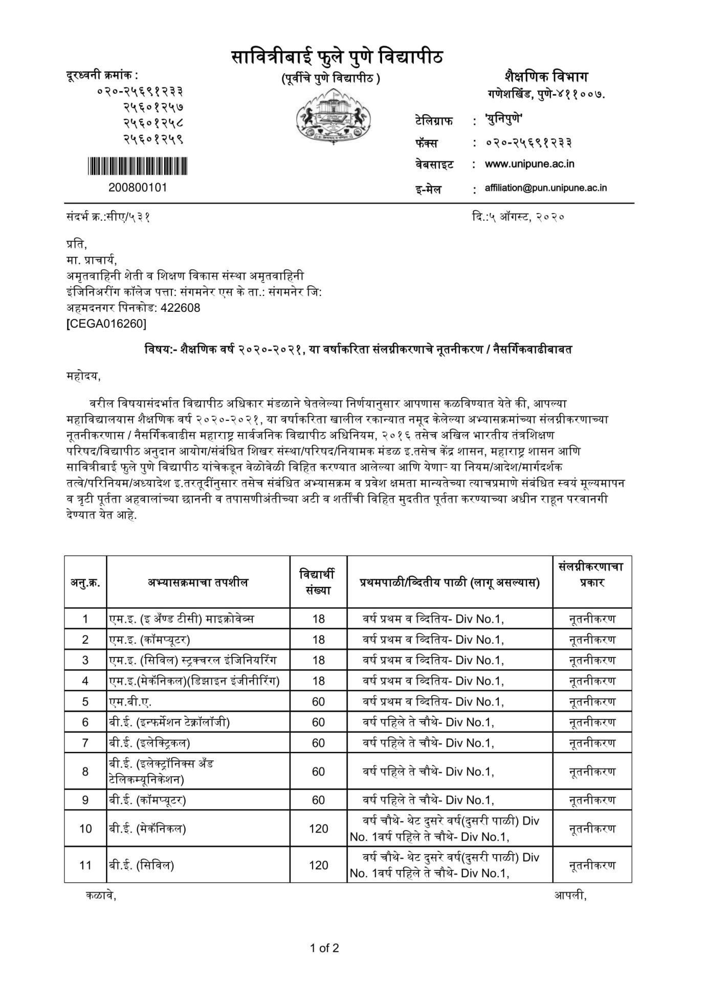 सावित्रीबाई फुले पुणे विद्यापीठ
(पूर्वीचे पुणे विद्यापीठ )
दूरध्वनी क्रमांक :
०२०-२५६९१२३३
२५६०१२५७
२५६०१२५८
२५६०१२५९
200800101
शैक्षणिक विभाग
गणेशखिंड, पुणे-४११००७.
टेलिग्राफ : 'युनिपुणे'
फॅक्स : ०२०-२५६९१२३३
वेबसाइट : www.unipune.ac.in
इ-मेल : affiliation@pun.unipune.ac.in
संदर्भ क्र.:सीए/५३१ दि.:५ ऑगस्ट, २०२०
प्रति,
मा. प्राचार्य,
अमृतवाहिनी शेती व शिक्षण विकास संस्था अमृतवाहिनी
इंजिनिअरींग कॉलेज पत्ता: संगमनेर एस के ता.: संगमनेर जि:
अहमदनगर पिनकोड: 422608
[CEGA016260]
विषय:- शैक्षणिक वर्ष २०२०-२०२१, या वर्षाकरिता संलग्नीकरणाचे नूतनीकरण / नैसर्गिकवाढीबाबत
महोदय,
वरील विषयासंदर्भात विद्यापीठ अधिकार मंडळाने घेतलेल्या निर्णयानुसार आपणास कळविण्यात येते की, आपल्या
महाविद्यालयास शैक्षणिक वर्ष २०२०-२०२१, या वर्षाकरिता खालील रकान्यात नमूद केलेल्या अभ्यासक्रमांच्या संलग्नीकरणाच्या
नूतनीकरणास / नैसर्गिकवाढीस महाराष्ट्र सार्वजनिक विद्यापीठ अधिनियम, २०१६ तसेच अखिल भारतीय तंत्रशिक्षण
परिषद/विद्यापीठ अनुदान आयोग/संबंधित शिखर संस्था/परिषद/नियामक मंडळ इ.तसेच केंद्र शासन, महाराष्ट्र शासन आणि
सावित्रीबाई फुले पुणे विद्यापीठ यांचेकडून वेळोवेळी विहित करण्यात आलेल्या आणि येणाऱ्या नियम/आदेश/मार्गदर्शक
तत्वे/परिनियम/अध्यादेश इ.तरतूदींनुसार तसेच संबंधित अभ्यासक्रम व प्रवेश क्षमता मान्यतेच्या त्याचप्रमाणे संबंधित स्वयं मूल्यमापन
व त्रृटी पूर्तता अहवालांच्या छाननी व तपासणीअंतीच्या अटी व शर्तींची विहित मुदतीत पूर्तता करण्याच्या अधीन राहून परवानगी
देण्यात येत आहे.
अनु.क्र. अभ्यासक्रमाचा तपशील विद्यार्थी संख्या प्रथमपाळी/व्दितीय पाळी (लागू असल्यास) संलग्नीकरणाचा प्रकार
1 एम.इ. (इ अँण्ड टीसी) माइक्रोवेव्स 18 वर्ष प्रथम व व्दितिय- Div No.1, नूतनीकरण
2 एम.इ. (कॉमप्यूटर) 18 वर्ष प्रथम व व्दितिय- Div No.1, नूतनीकरण
3 एम.इ. (सिविल) स्ट्रक्चरल इंजिनियरिंग 18 वर्ष प्रथम व व्दितिय- Div No.1, नूतनीकरण
4 एम.इ.(मेकॅनिकल)(डिझाइन इंजीनीरिंग) 18 वर्ष प्रथम व व्दितिय- Div No.1, नूतनीकरण
5 एम.बी.ए. 60 वर्ष प्रथम व व्दितिय- Div No.1, नूतनीकरण
6 बी.ई. (इन्फर्मेशन टेक्नॉलॉजी) 60 वर्ष पहिले ते चौथे- Div No.1, नूतनीकरण
7 बी.ई. (इलेक्ट्रिकल) 60 वर्ष पहिले ते चौथे- Div No.1, नूतनीकरण
8 बी.ई. (इलेक्ट्रॉनिक्स अँड
टेलिकम्यूनिकेशन) 60 वर्ष पहिले ते चौथे- Div No.1, नूतनीकरण
9 बी.ई. (कॉमप्यूटर) 60 वर्ष पहिले ते चौथे- Div No.1, नूतनीकरण
10 बी.ई. (मेकॅनिकल) 120 वर्ष चौथे- थेट दुसरे वर्ष(दुसरी पाळी) Div
No. 1वर्ष पहिले ते चौथे- Div No.1, नूतनीकरण
11 बी.ई. (सिविल) 120 वर्ष चौथे- थेट दुसरे वर्ष(दुसरी पाळी) Div
No. 1वर्ष पहिले ते चौथे- Div No.1, नूतनीकरण
कळावे, आपली,
1 of 2